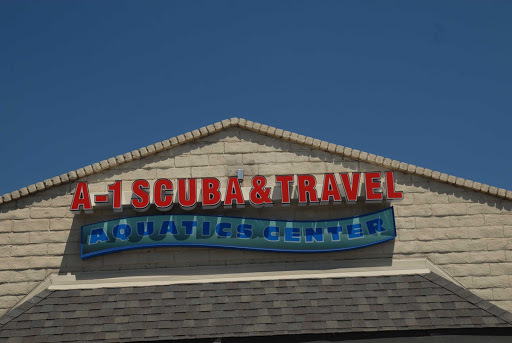 A-1 SCUBA & TRAVEL
AQUATICS CENTER